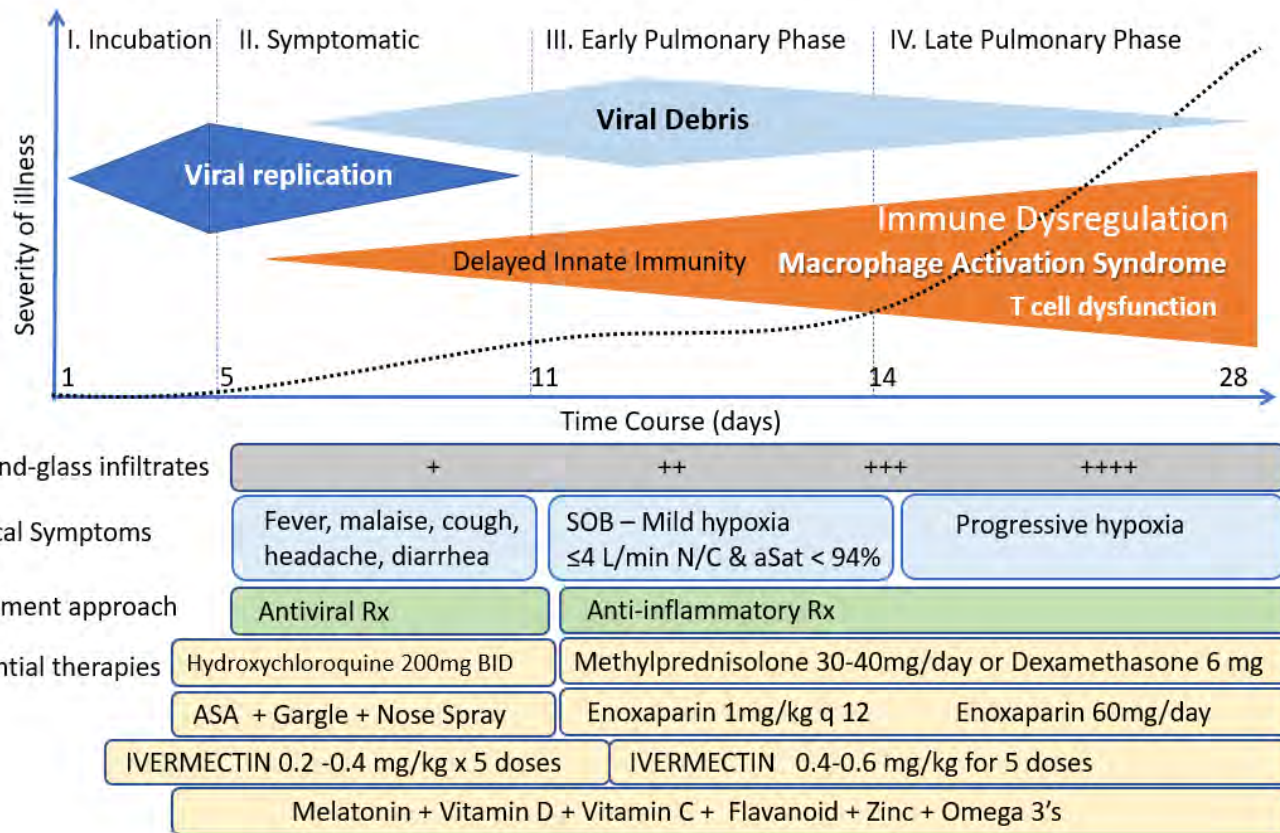 I. Incubation
II. Symptomatic
III. Early Pulmonary Phase
IV. Late Pulmonary Phase
Severity of illness
Viral Debris
Viral replication
Immune Dysregulation
Delayed Innate Immunity
Macrophage Activation Syndrome
T cell dysfunction
1
5
11
14
28
Time Course (days)
nd-glass infiltrates
+
++
+++
++++
cal Symptoms
Fever, malaise, cough,
headache, diarrhea
SOB – Mild hypoxia
≤4 L/min N/C & aSat < 94%
Progressive hypoxia
ment approach
Antiviral Rx
Anti-inflammatory Rx
ntial therapies
Hydroxychloroquine 200mg BID
Methylprednisolone 30-40mg/day or Dexamethasone 6 mg
ASA + Gargle + Nose Spray
Enoxaparin 1mg/kg q 12
Enoxaparin 60mg/day
IVERMECTIN 0.2 -0.4 mg/kg x 5 doses
IVERMECTIN 0.4-0.6 mg/kg for 5 doses
Melatonin + Vitamin D + Vitamin C + Flavanoid + Zinc + Omega 3's